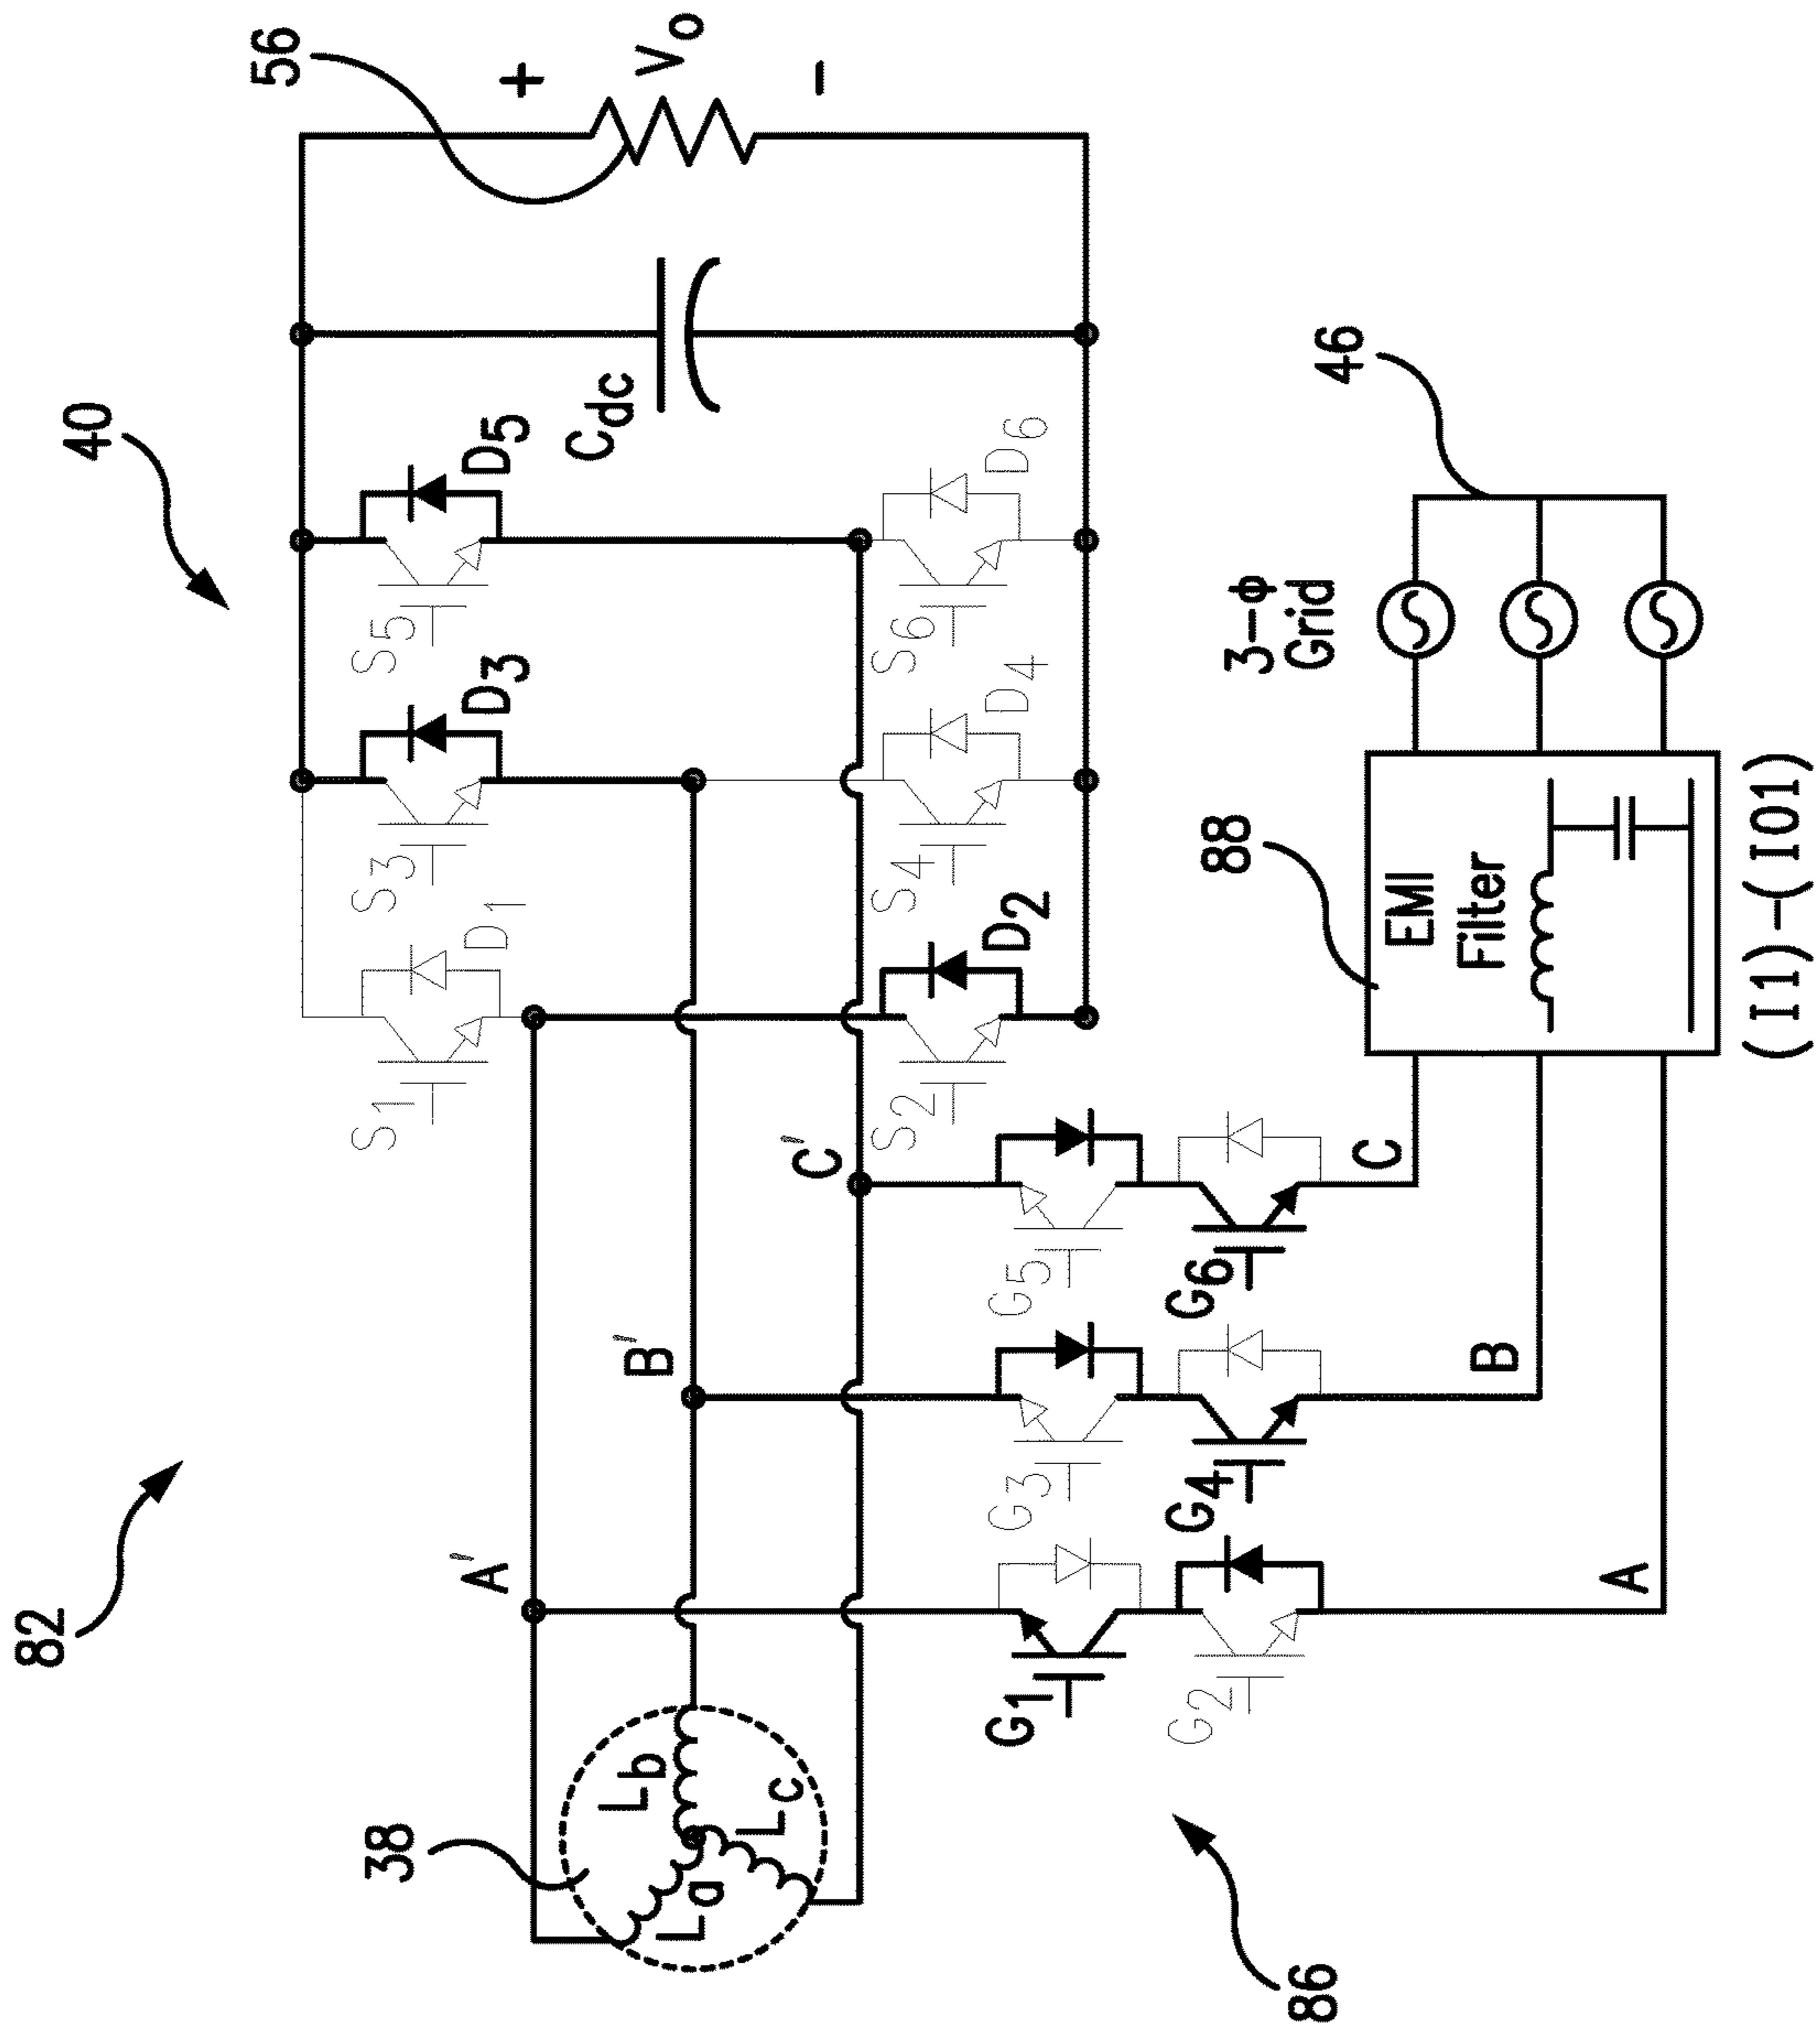 82
40
56
38
A'
B'
C'
La
Lb
Lc
S1
D1
S3
D3
S5
D5
S2
D2
S4
D4
S6
D6
Cdc
+
Vo
−
G1
G2
G3
G4
G5
G6
A
B
C
86
88
EMI
Filter
3-ϕ
Grid
46
(I1)-(I01)